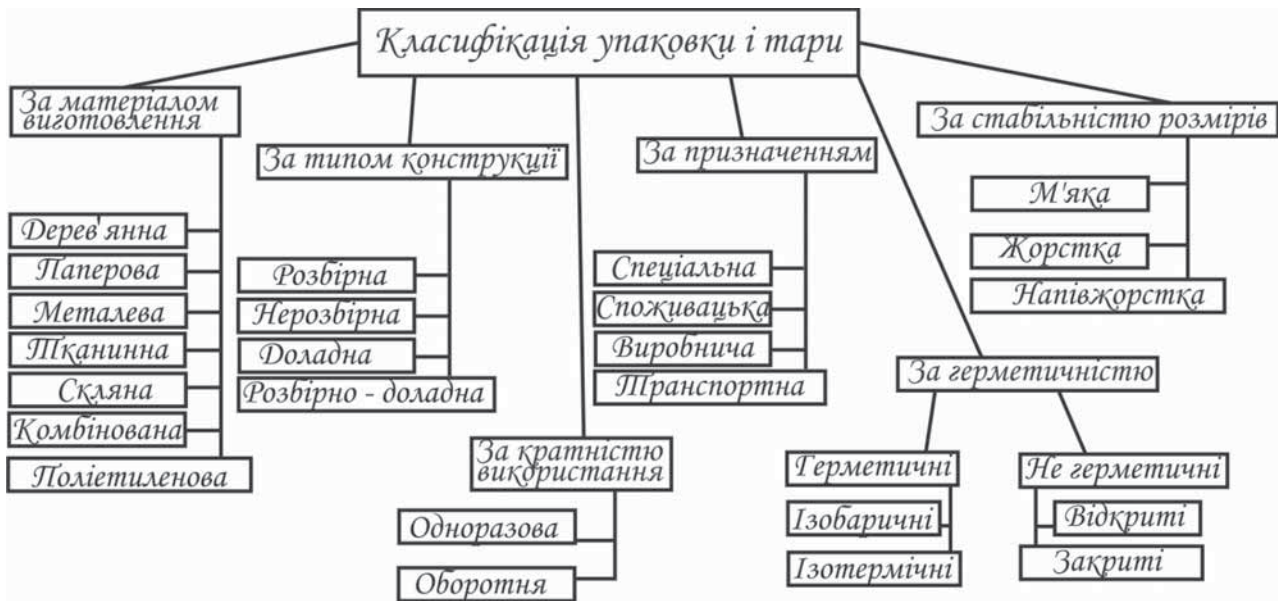 Класифікація упаковки і тари
За матеріалом
виготовлення
Дерев'янна
Паперова
Металева
Тканинна
Скляна
Комбінована
Поліетиленова
За типом конструкції
Розбірна
Нерозбірна
Доладна
Розбірно - доладна
За кратністю
використання
Одноразова
Оборотня
За призначенням
Спеціальна
Споживацька
Виробнича
Транспортна
За герметичністю
Герметичні
Ізобаричні
Ізотермічні
Не герметичні
Відкриті
Закриті
За стабільністю розмірів
М'яка
Жорстка
Напівжорстка